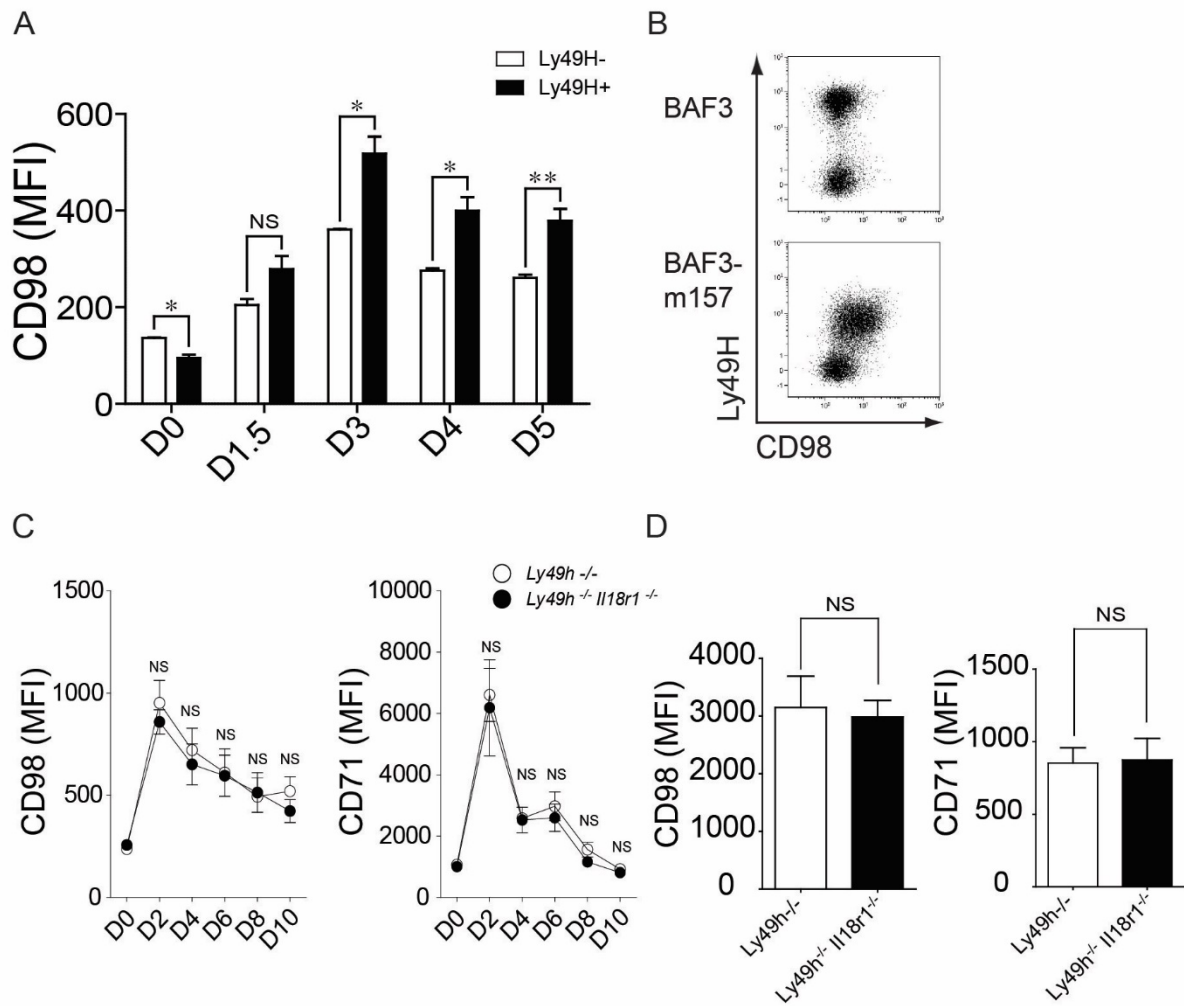 A
Ly49H-
Ly49H+
CD98 (MFI)
600
400
200
0
*
NS
*
*
**
D0
D1.5
D3
D4
D5
B
BAF3
BAF3-
m157
Ly49H
CD98
C
Ly49h -/-
Ly49h -/- Il18r1 -/-
CD98 (MFI)
1500
1000
500
0
NS
NS
NS
NS
NS
D0
D2
D4
D6
D8
D10
CD71 (MFI)
10000
8000
6000
4000
2000
0
NS
NS
NS
NS
NS
D0
D2
D4
D6
D8
D10
D
NS
CD98 (MFI)
4000
3000
2000
1000
0
Ly49h-/-
Ly49h-/- Il18r1-/-
NS
CD71 (MFI)
1500
1000
500
0
Ly49h-/-
Ly49h-/- Il18r1-/-